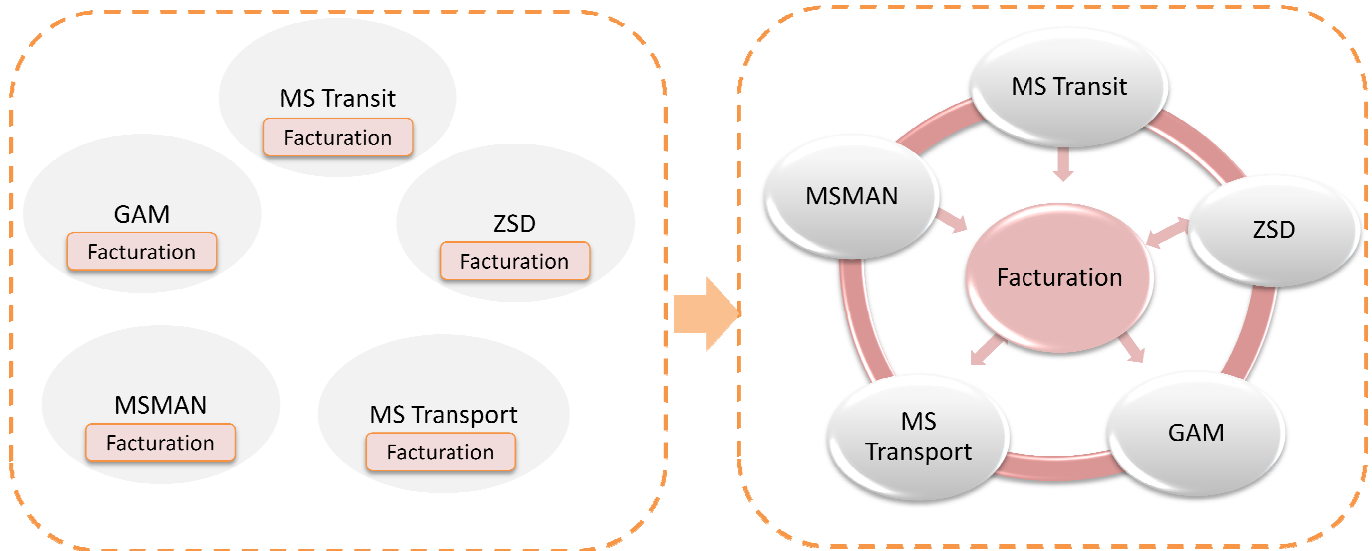 MS Transit
Facturation
GAM
Facturation
ZSD
Facturation
MSMAN
Facturation
MS Transport
Facturation
MS Transit
MSMAN
ZSD
Facturation
MS
Transport
GAM